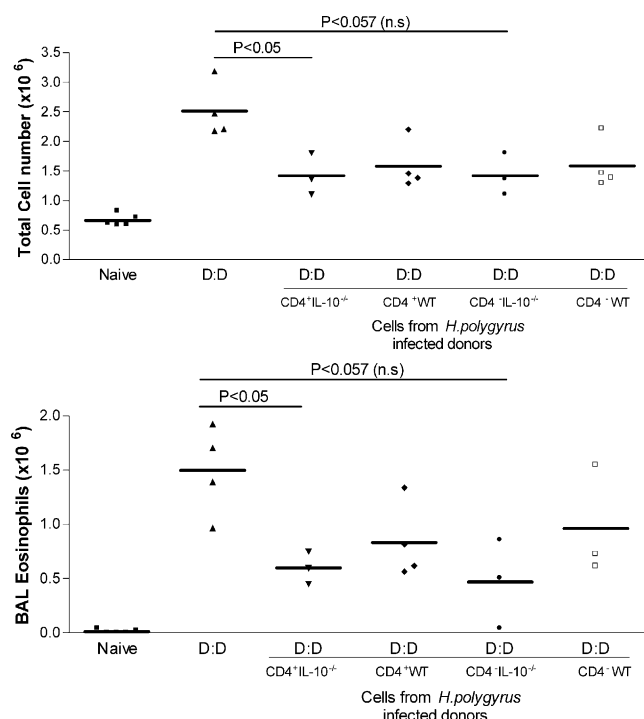 P<0.057 (n.s)
P<0.05
Total Cell number (x10 ⁶)
3.5
3.0
2.5
2.0
1.5
1.0
0.5
0.0
Naive D:D D:D D:D D:D D:D
CD4⁺IL-10⁻/⁻ CD4 ⁺WT CD4 ⁻IL-10⁻/⁻ CD4 ⁻ WT
Cells from H.polygyrus
infected donors
P<0.057 (n.s)
P<0.05
BAL Eosinophils (x10 ⁶)
2.0
1.5
1.0
0.5
0.0
Naive D:D D:D D:D D:D D:D
CD4⁺IL-10⁻/⁻ CD4⁺WT CD4⁻IL-10⁻/⁻ CD4⁻ WT
Cells from H.polygyrus
infected donors